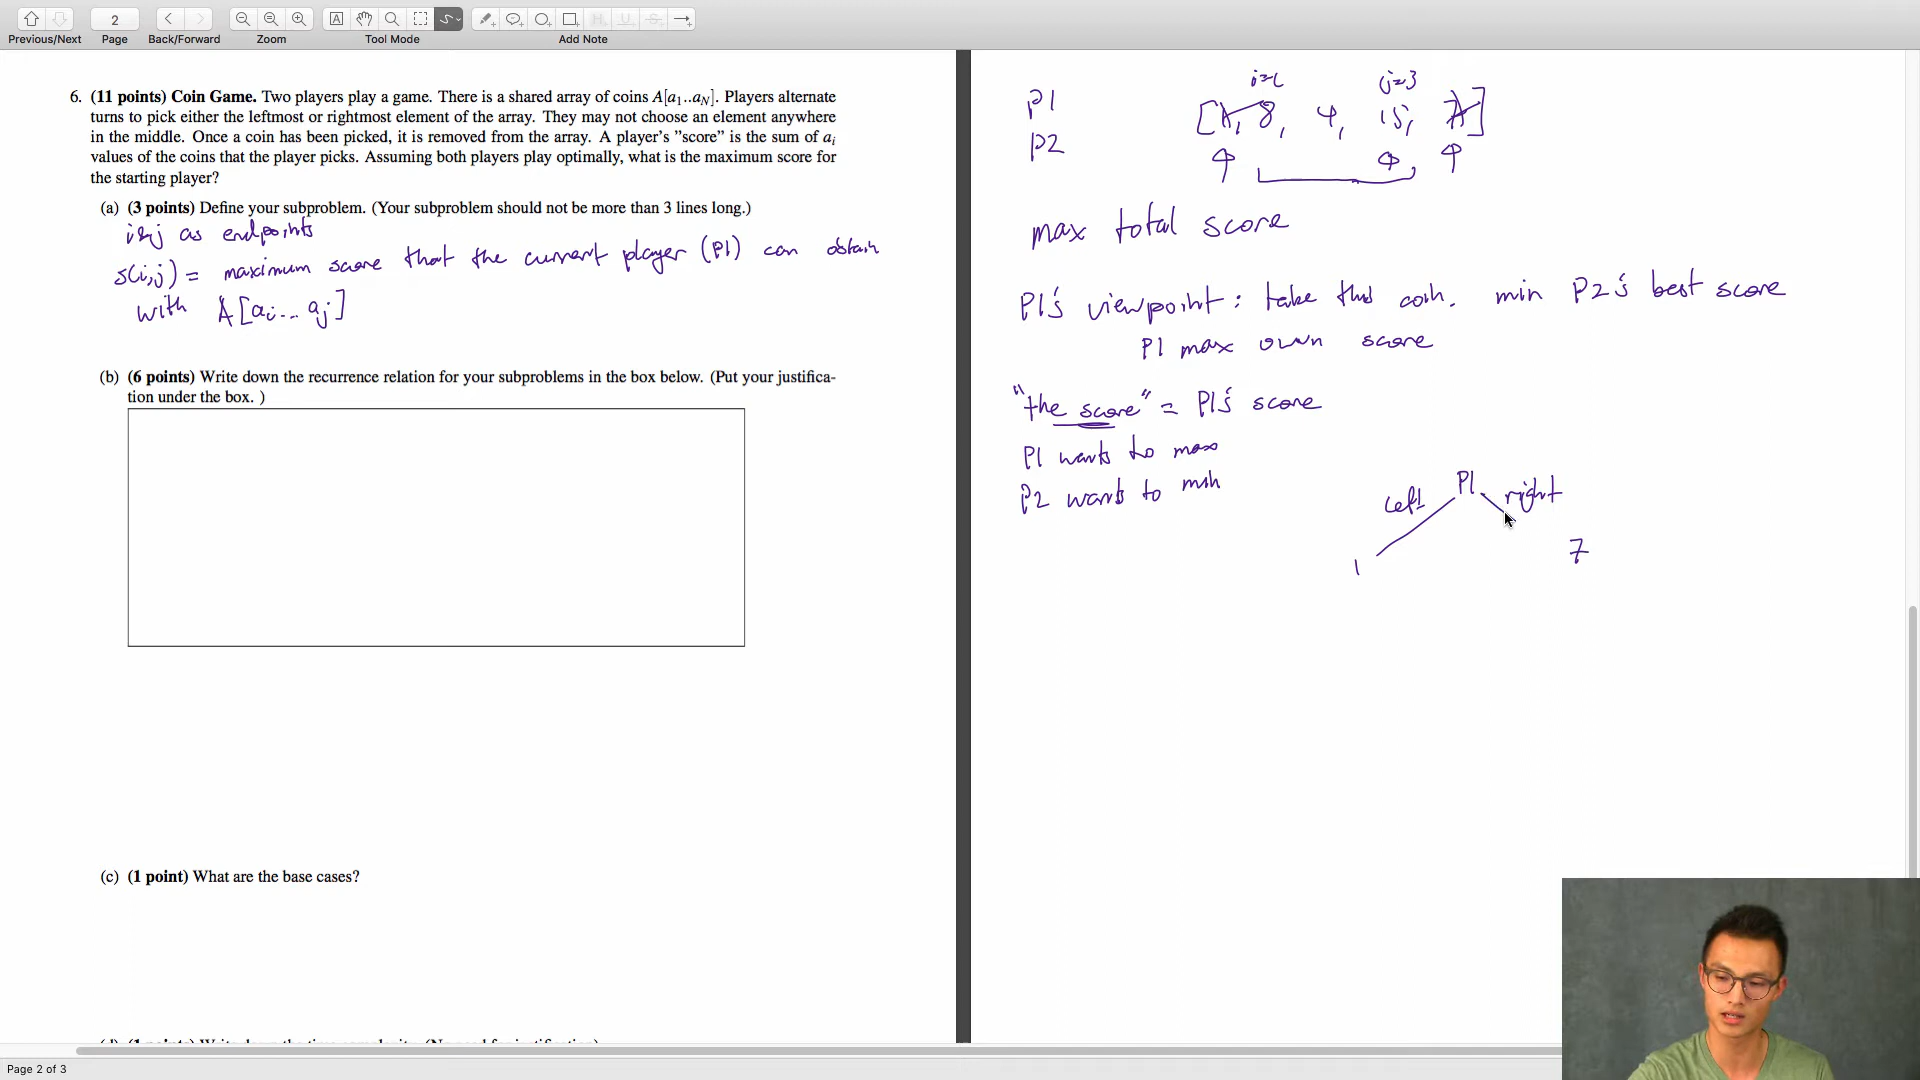 2
Previous/Next Page Back/Forward Zoom Tool Mode Add Note
6. (11 points) Coin Game. Two players play a game. There is a shared array of coins A[a₁..a_N]. Players alternate
turns to pick either the leftmost or rightmost element of the array. They may not choose an element anywhere
in the middle. Once a coin has been picked, it is removed from the array. A player's "score" is the sum of aᵢ
values of the coins that the player picks. Assuming both players play optimally, what is the maximum score for
the starting player?
(a) (3 points) Define your subproblem. (Your subproblem should not be more than 3 lines long.)
i & j as endpoints
s(i,j) = maximum score that the current player (P1) can obtain
with A[aᵢ... aⱼ]
(b) (6 points) Write down the recurrence relation for your subproblems in the box below. (Put your justifica-
tion under the box. )
(c) (1 point) What are the base cases?
P1
P2
j=3
[1, 8, 4, 15, 7]
max total score
P1's viewpoint: take this coin. min P2's best score
P1 max own score
"the score" = P1's score
P1 wants to max
P2 wants to min
P1
left right
1 7
Page 2 of 3